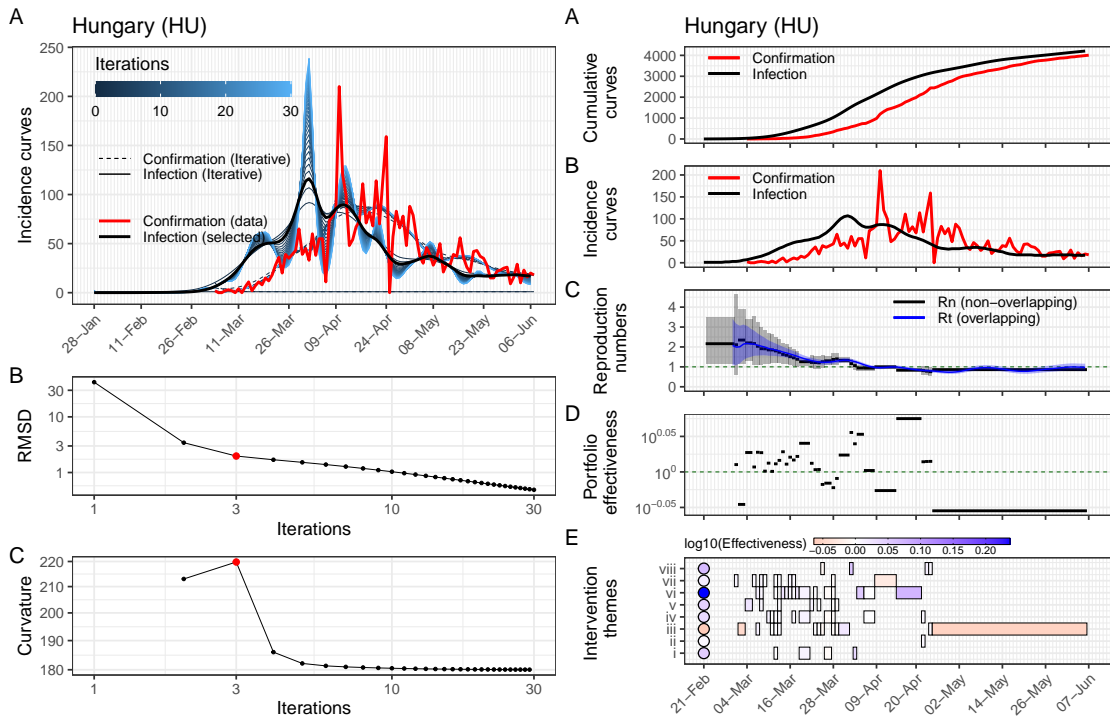 A
Hungary (HU)
250
200
150
100
50
0
Incidence curves
Iterations
0
10
20
30
Confirmation (Iterative)
Infection (Iterative)
Confirmation (data)
Infection (selected)
28−Jan
11−Feb
26−Feb
11−Mar
26−Mar
09−Apr
24−Apr
08−May
23−May
06−Jun
B
RMSD
30
10
3
1
1
3
10
30
Iterations
C
Curvature
220
210
200
190
180
1
3
10
30
Iterations
A
Hungary (HU)
Cumulative
curves
4000
3000
2000
1000
0
Confirmation
Infection
B
Incidence
curves
200
150
100
50
0
Confirmation
Infection
C
Reproduction
numbers
4
3
2
1
0
Rn (non−overlapping)
Rt (overlapping)
D
Portfolio
effectiveness
10^0.05
10^0
10^−0.05
E
log10(Effectiveness)
−0.05
0.00
0.05
0.10
0.20
Intervention
themes
viii
vii
vi
v
iv
iii
ii
i
21−Feb
04−Mar
16−Mar
28−Mar
09−Apr
20−Apr
02−May
14−May
26−May
07−Jun